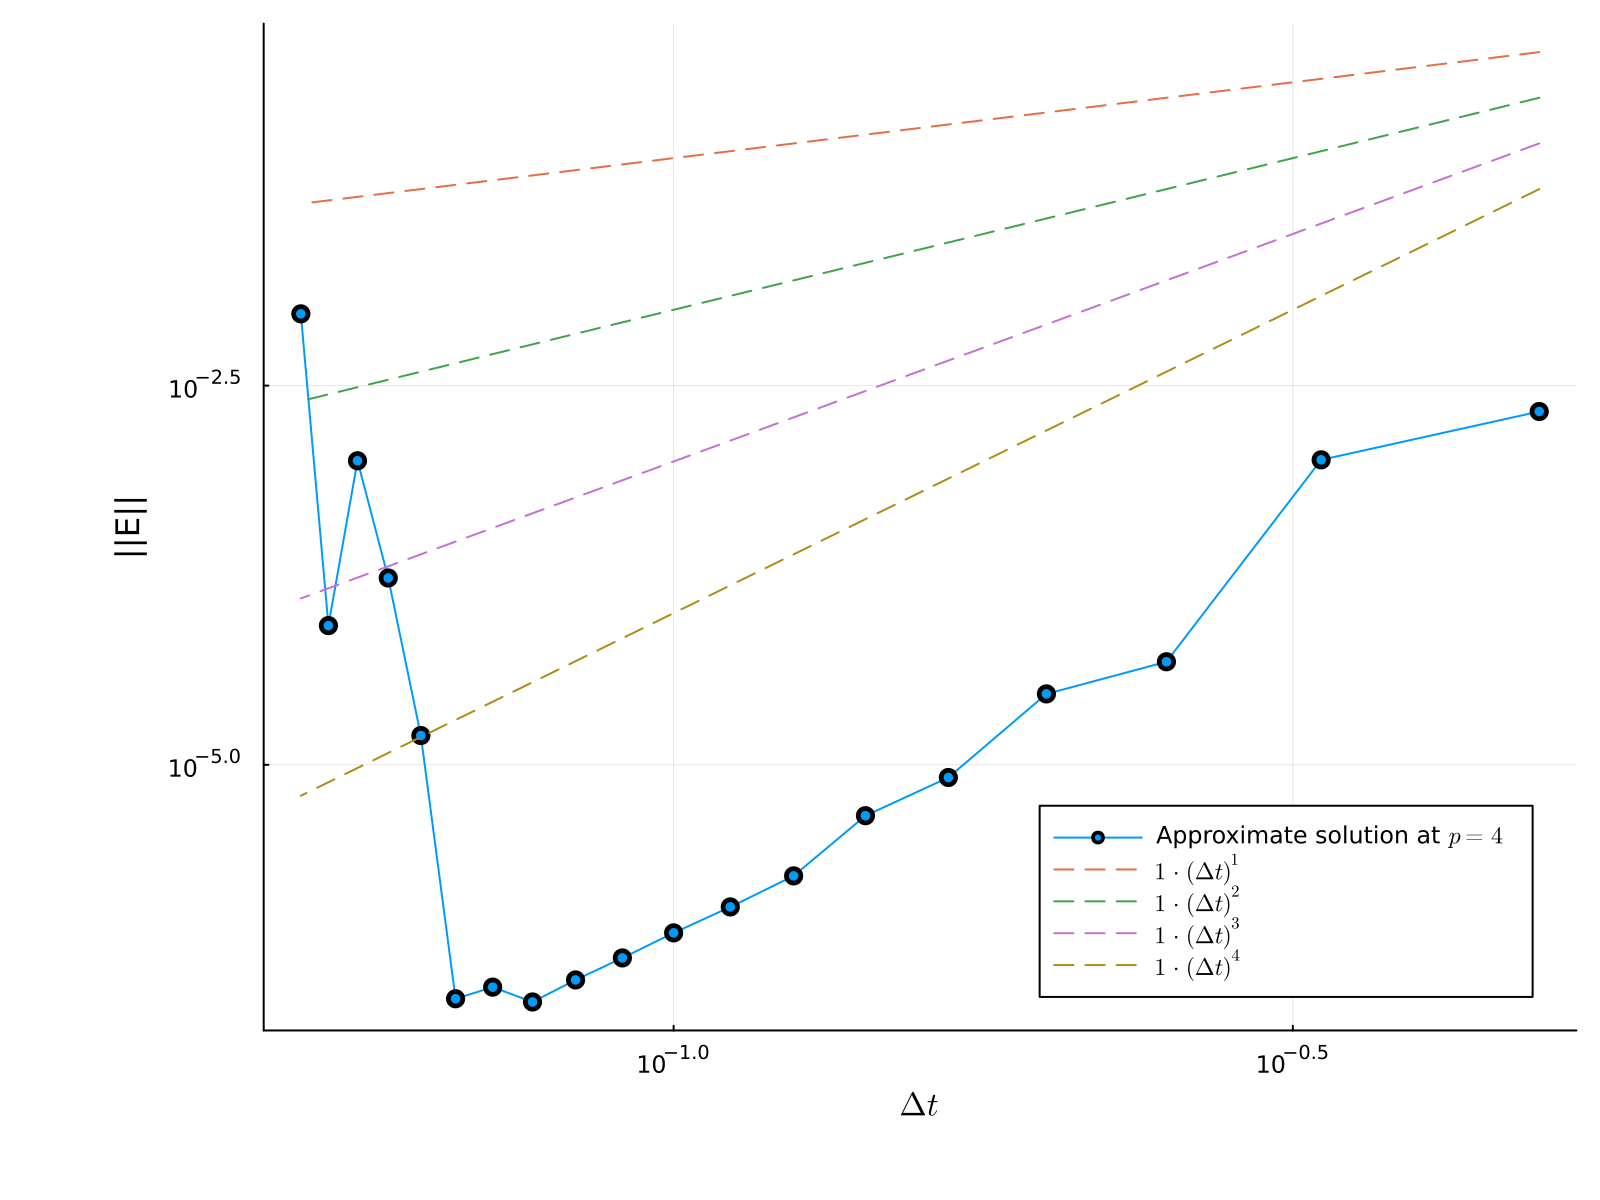 ||E||
10^−2.5
10^−5.0
Approximate solution at p = 4
1 · (Δt)^1
1 · (Δt)^2
1 · (Δt)^3
1 · (Δt)^4
10^−1.0
10^−0.5
Δt